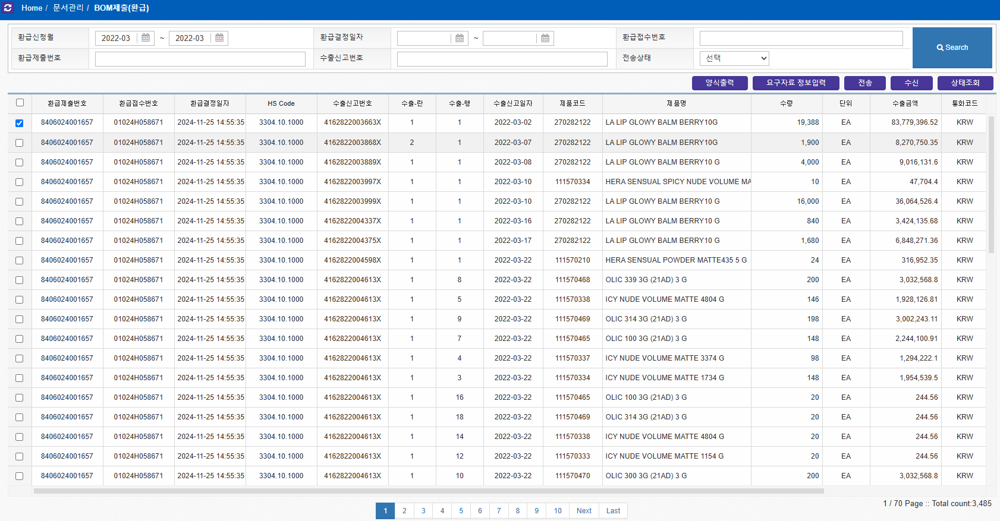 Home / 문서관리 / BOM제출(환급)
환급신청월 2022-03 ~ 2022-03 환급결정일자 ~ 환급접수번호
Search
환급제출번호 수출신고번호 전송상태 선택
양식출력 요구자료 정보입력 전송 수신 상태조회
환급제출번호 환급접수번호 환급결정일자 HS Code 수출신고번호 수출-란 수출-행 수출신고일자 제품코드 제품명 수량 단위 수출금액 통화코드
8406024001657 01024H058671 2024-11-25 14:55:35 3304.10.1000 4162822003663X 1 1 2022-03-02 270282122 LA LIP GLOWY BALM BERRY10G 19,388 EA 83,779,396.52 KRW
8406024001657 01024H058671 2024-11-25 14:55:35 3304.10.1000 4162822003868X 2 1 2022-03-07 270282122 LA LIP GLOWY BALM BERRY10G 1,900 EA 8,270,750.35 KRW
8406024001657 01024H058671 2024-11-25 14:55:35 3304.10.1000 4162822003889X 1 1 2022-03-08 270282122 LA LIP GLOWY BALM BERRY10 G 4,000 EA 9,016,131.6 KRW
8406024001657 01024H058671 2024-11-25 14:55:35 3304.10.1000 4162822003997X 1 1 2022-03-10 111570334 HERA SENSUAL SPICY NUDE VOLUME MA 10 EA 47,704.4 KRW
8406024001657 01024H058671 2024-11-25 14:55:35 3304.10.1000 4162822003999X 1 1 2022-03-10 270282122 LA LIP GLOWY BALM BERRY10 G 16,000 EA 36,064,526.4 KRW
8406024001657 01024H058671 2024-11-25 14:55:35 3304.10.1000 4162822004337X 1 1 2022-03-16 270282122 LA LIP GLOWY BALM BERRY10 G 840 EA 3,424,135.68 KRW
8406024001657 01024H058671 2024-11-25 14:55:35 3304.10.1000 4162822004375X 1 1 2022-03-17 270282122 LA LIP GLOWY BALM BERRY10 G 1,680 EA 6,848,271.36 KRW
8406024001657 01024H058671 2024-11-25 14:55:35 3304.10.1000 4162822004598X 1 1 2022-03-22 111570210 HERA SENSUAL POWDER MATTE435 5 G 24 EA 316,952.35 KRW
8406024001657 01024H058671 2024-11-25 14:55:35 3304.10.1000 4162822004613X 1 8 2022-03-22 111570468 OLIC 339 3G (21AD) 3 G 200 EA 3,032,568.8 KRW
8406024001657 01024H058671 2024-11-25 14:55:35 3304.10.1000 4162822004613X 1 5 2022-03-22 111570338 ICY NUDE VOLUME MATTE 4804 G 146 EA 1,928,126.81 KRW
8406024001657 01024H058671 2024-11-25 14:55:35 3304.10.1000 4162822004613X 1 9 2022-03-22 111570469 OLIC 314 3G (21AD) 3 G 198 EA 3,002,243.11 KRW
8406024001657 01024H058671 2024-11-25 14:55:35 3304.10.1000 4162822004613X 1 7 2022-03-22 111570465 OLIC 100 3G (21AD) 3 G 148 EA 2,244,100.91 KRW
8406024001657 01024H058671 2024-11-25 14:55:35 3304.10.1000 4162822004613X 1 4 2022-03-22 111570337 ICY NUDE VOLUME MATTE 3374 G 98 EA 1,294,222.1 KRW
8406024001657 01024H058671 2024-11-25 14:55:35 3304.10.1000 4162822004613X 1 3 2022-03-22 111570334 ICY NUDE VOLUME MATTE 1734 G 148 EA 1,954,539.5 KRW
8406024001657 01024H058671 2024-11-25 14:55:35 3304.10.1000 4162822004613X 1 16 2022-03-22 111570465 OLIC 100 3G (21AD) 3 G 20 EA 244.56 KRW
8406024001657 01024H058671 2024-11-25 14:55:35 3304.10.1000 4162822004613X 1 18 2022-03-22 111570469 OLIC 314 3G (21AD) 3 G 20 EA 244.56 KRW
8406024001657 01024H058671 2024-11-25 14:55:35 3304.10.1000 4162822004613X 1 14 2022-03-22 111570338 ICY NUDE VOLUME MATTE 4804 G 20 EA 244.56 KRW
8406024001657 01024H058671 2024-11-25 14:55:35 3304.10.1000 4162822004613X 1 12 2022-03-22 111570333 ICY NUDE VOLUME MATTE 1154 G 20 EA 244.56 KRW
8406024001657 01024H058671 2024-11-25 14:55:35 3304.10.1000 4162822004613X 1 10 2022-03-22 111570470 OLIC 300 3G (21AD) 3 G 200 EA 3,032,568.8 KRW
1 / 70 Page :: Total count:3,485
1 2 3 4 5 6 7 8 9 10 Next Last